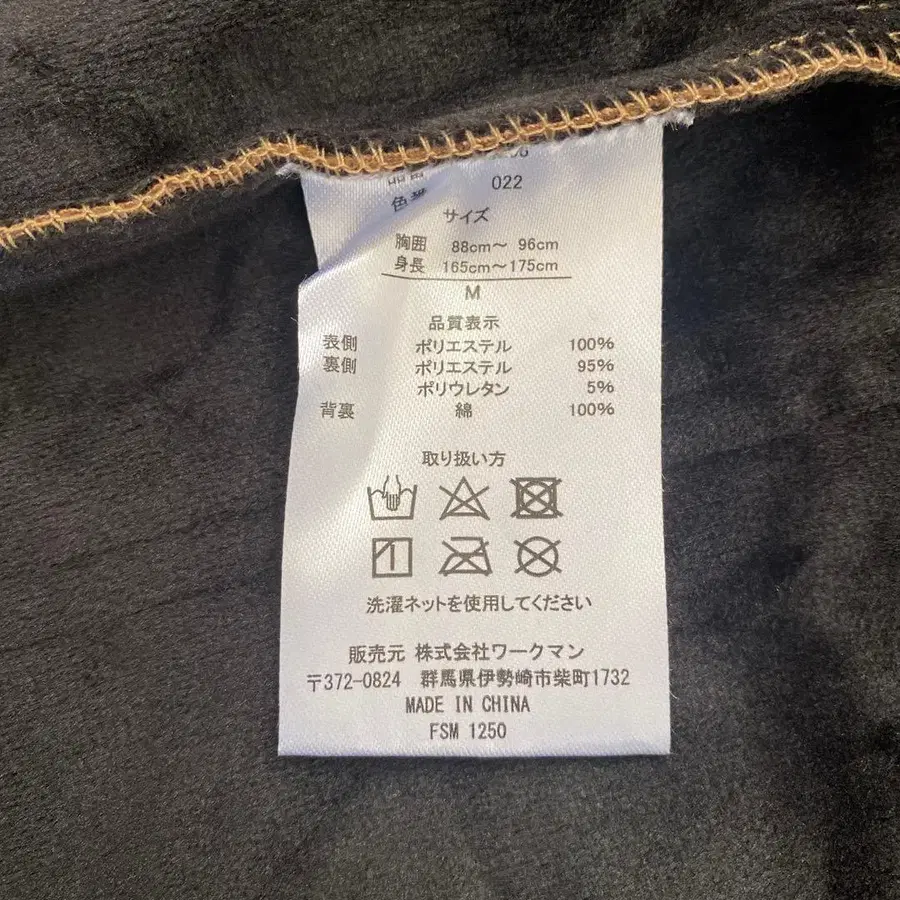 022
サイズ
胸囲 88cm～ 96cm
身長 165cm～175cm
M
品質表示
表側 ポリエステル 100%
裏側 ポリエステル 95%
ポリウレタン 5%
背裏 綿 100%
取り扱い方
洗濯ネットを使用してください
販売元 株式会社ワークマン
〒372-0824 群馬県伊勢崎市柴町1732
MADE IN CHINA
FSM 1250